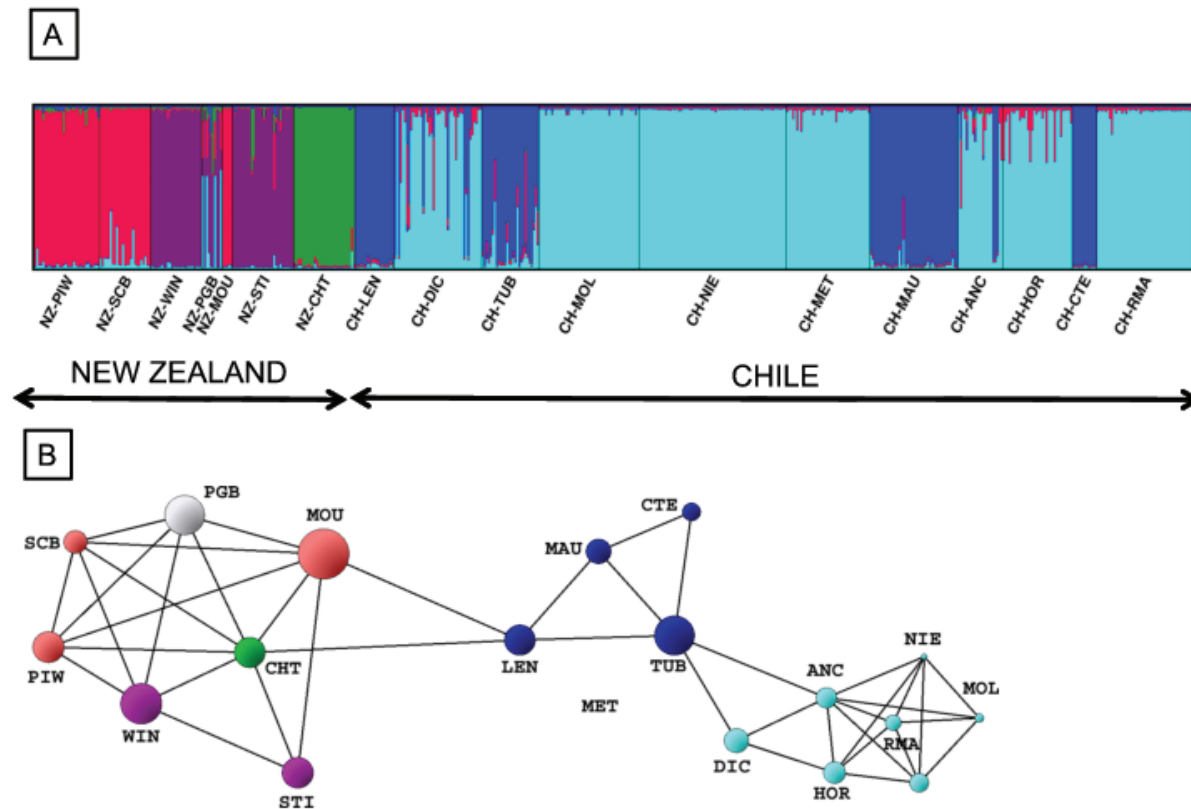 A
NZ-PIW
NZ-SCB
NZ-WIN
NZ-PGB
NZ-MOU
NZ-STI
NZ-CHT
CH-LEN
CH-DIC
CH-TUB
CH-MOL
CH-NIE
CH-MET
CH-MAU
CH-ANC
CH-HOR
CH-CTE
CH-RMA
NEW ZEALAND
CHILE
B
PGB
SCB
MOU
CTE
MAU
PIW
CHT
LEN
TUB
NIE
ANC
MOL
WIN
MET
RMA
DIC
HOR
STI